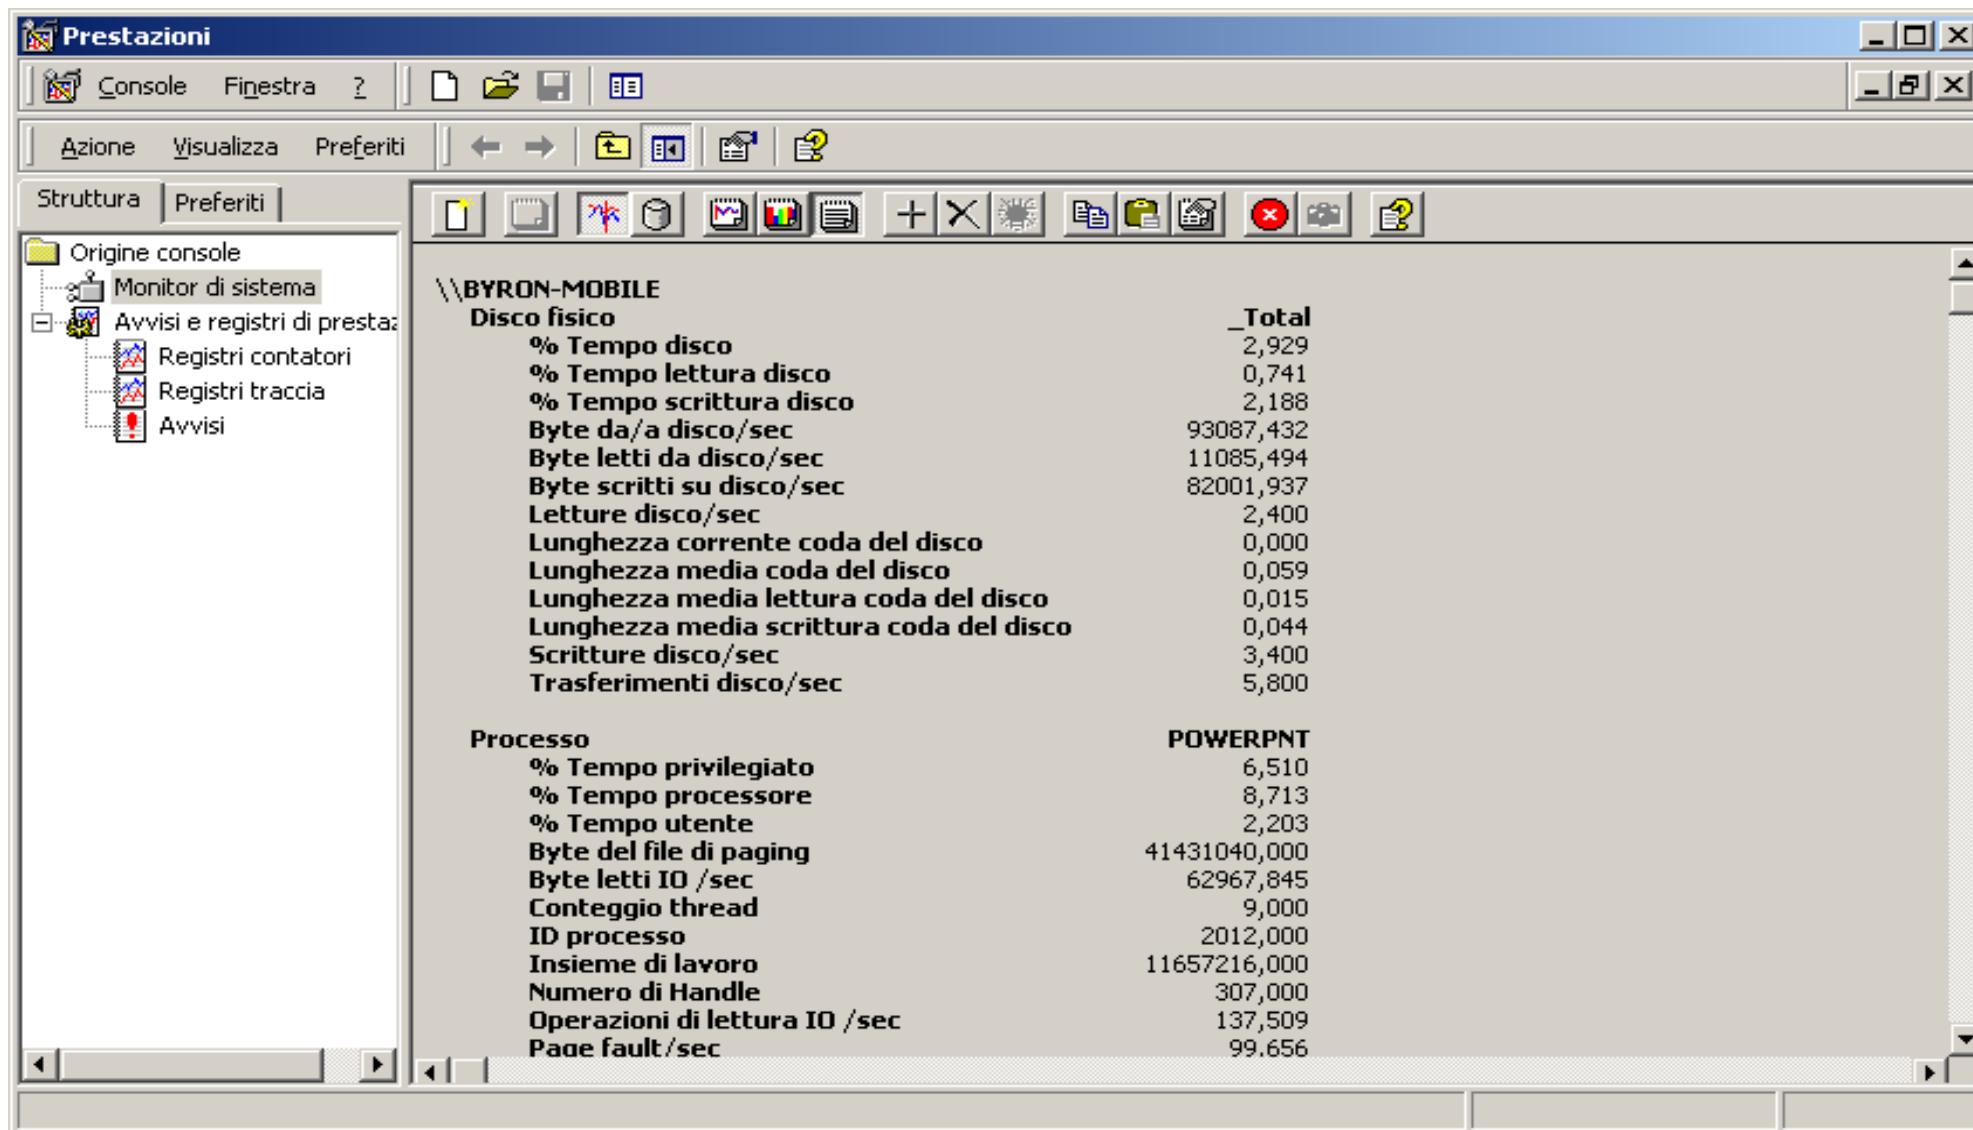 Prestazioni
Console Finestra ?
Azione Visualizza Preferiti
Struttura Preferiti
Origine console
Monitor di sistema
Avvisi e registri di prestaz
Registri contatori
Registri traccia
Avvisi
\\BYRON-MOBILE
Disco fisico _Total
% Tempo disco 2,929
% Tempo lettura disco 0,741
% Tempo scrittura disco 2,188
Byte da/a disco/sec 93087,432
Byte letti da disco/sec 11085,494
Byte scritti su disco/sec 82001,937
Letture disco/sec 2,400
Lunghezza corrente coda del disco 0,000
Lunghezza media coda del disco 0,059
Lunghezza media lettura coda del disco 0,015
Lunghezza media scrittura coda del disco 0,044
Scritture disco/sec 3,400
Trasferimenti disco/sec 5,800
Processo POWERPNT
% Tempo privilegiato 6,510
% Tempo processore 8,713
% Tempo utente 2,203
Byte del file di paging 41431040,000
Byte letti IO /sec 62967,845
Conteggio thread 9,000
ID processo 2012,000
Insieme di lavoro 11657216,000
Numero di Handle 307,000
Operazioni di lettura IO /sec 137,509
Page fault/sec 99,656